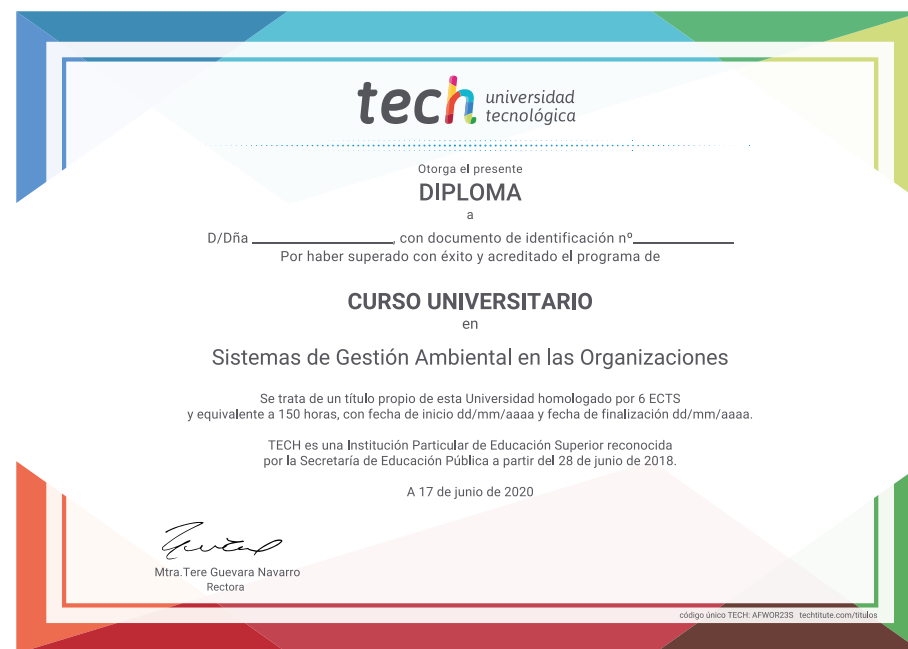 tech universidad
tecnológica
Otorga el presente
DIPLOMA
a
D/Dña ____________________, con documento de identificación nº______________
Por haber superado con éxito y acreditado el programa de
CURSO UNIVERSITARIO
en
Sistemas de Gestión Ambiental en las Organizaciones
Se trata de un título propio de esta Universidad homologado por 6 ECTS
y equivalente a 150 horas, con fecha de inicio dd/mm/aaaa y fecha de finalización dd/mm/aaaa.
TECH es una Institución Particular de Educación Superior reconocida
por la Secretaría de Educación Pública a partir del 28 de junio de 2018.
A 17 de junio de 2020
Mtra.Tere Guevara Navarro
Rectora
código único TECH: AFWOR23S techtitute.com/titulos